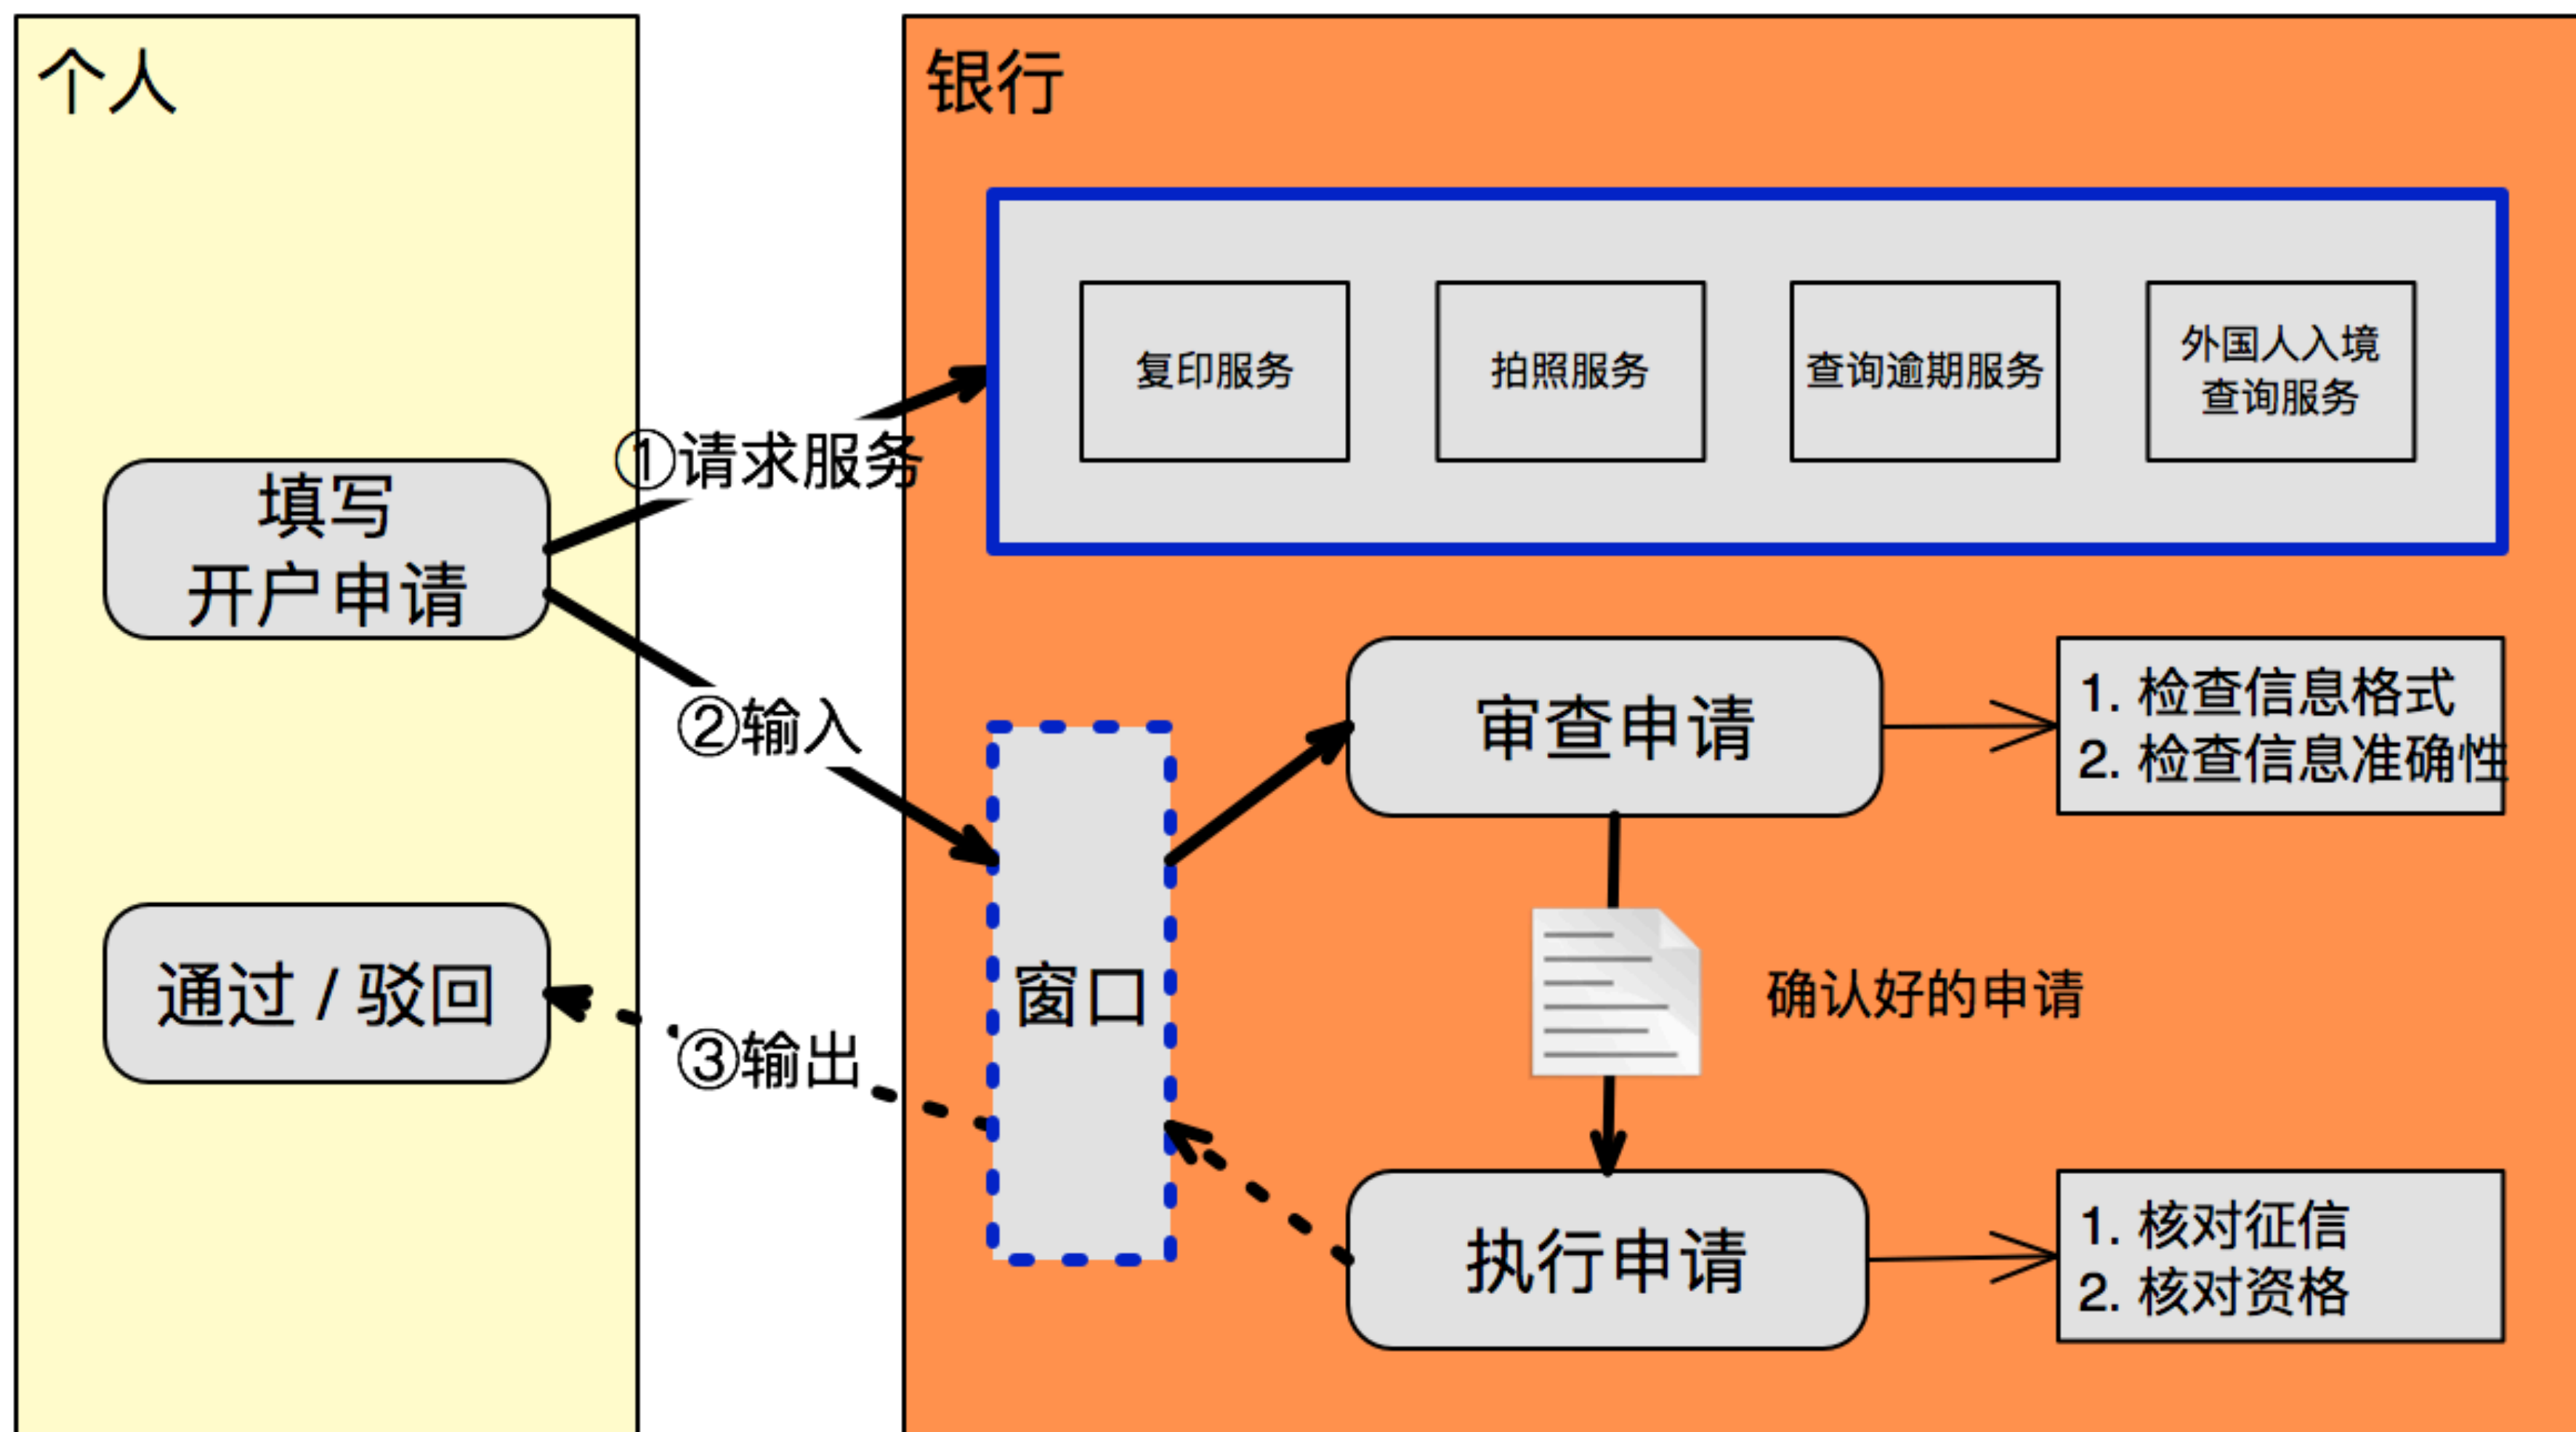 个人
银行
复印服务
拍照服务
查询逾期服务
外国人入境
查询服务
①请求服务
填写
开户申请
②输入
审查申请
1. 检查信息格式
2. 检查信息准确性
通过 / 驳回
窗口
确认好的申请
③输出
执行申请
1. 核对征信
2. 核对资格